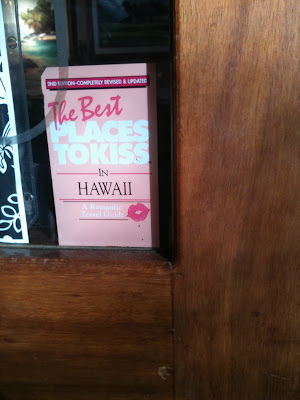 2ND EDITION-COMPLETELY REVISED & UPDATED
The Best
PLACES
TO KISS
IN
HAWAII
A Romantic
Travel Guide